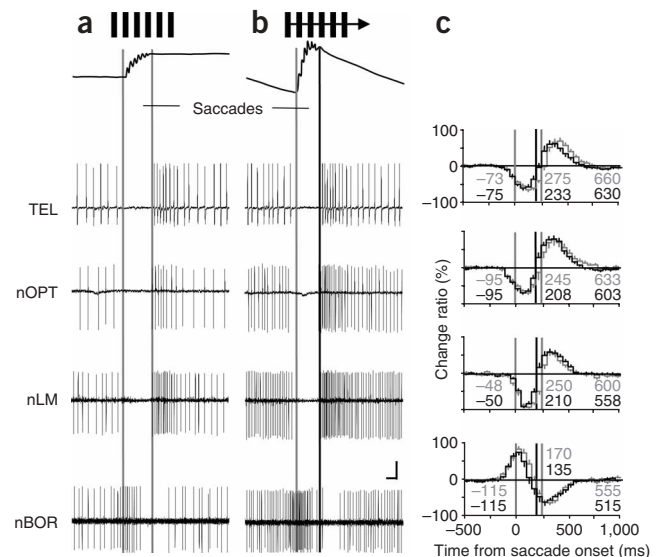 a
b
c
Saccades
TEL
nOPT
nLM
nBOR
Change ratio (%)
100
0
−100
−73 275 660
−75 233 630
−95 245 633
−95 208 603
−48 250 600
−50 210 558
100
0
−100
170
135
−115 555
−115 515
−500 0 500 1,000
Time from saccade onset (ms)